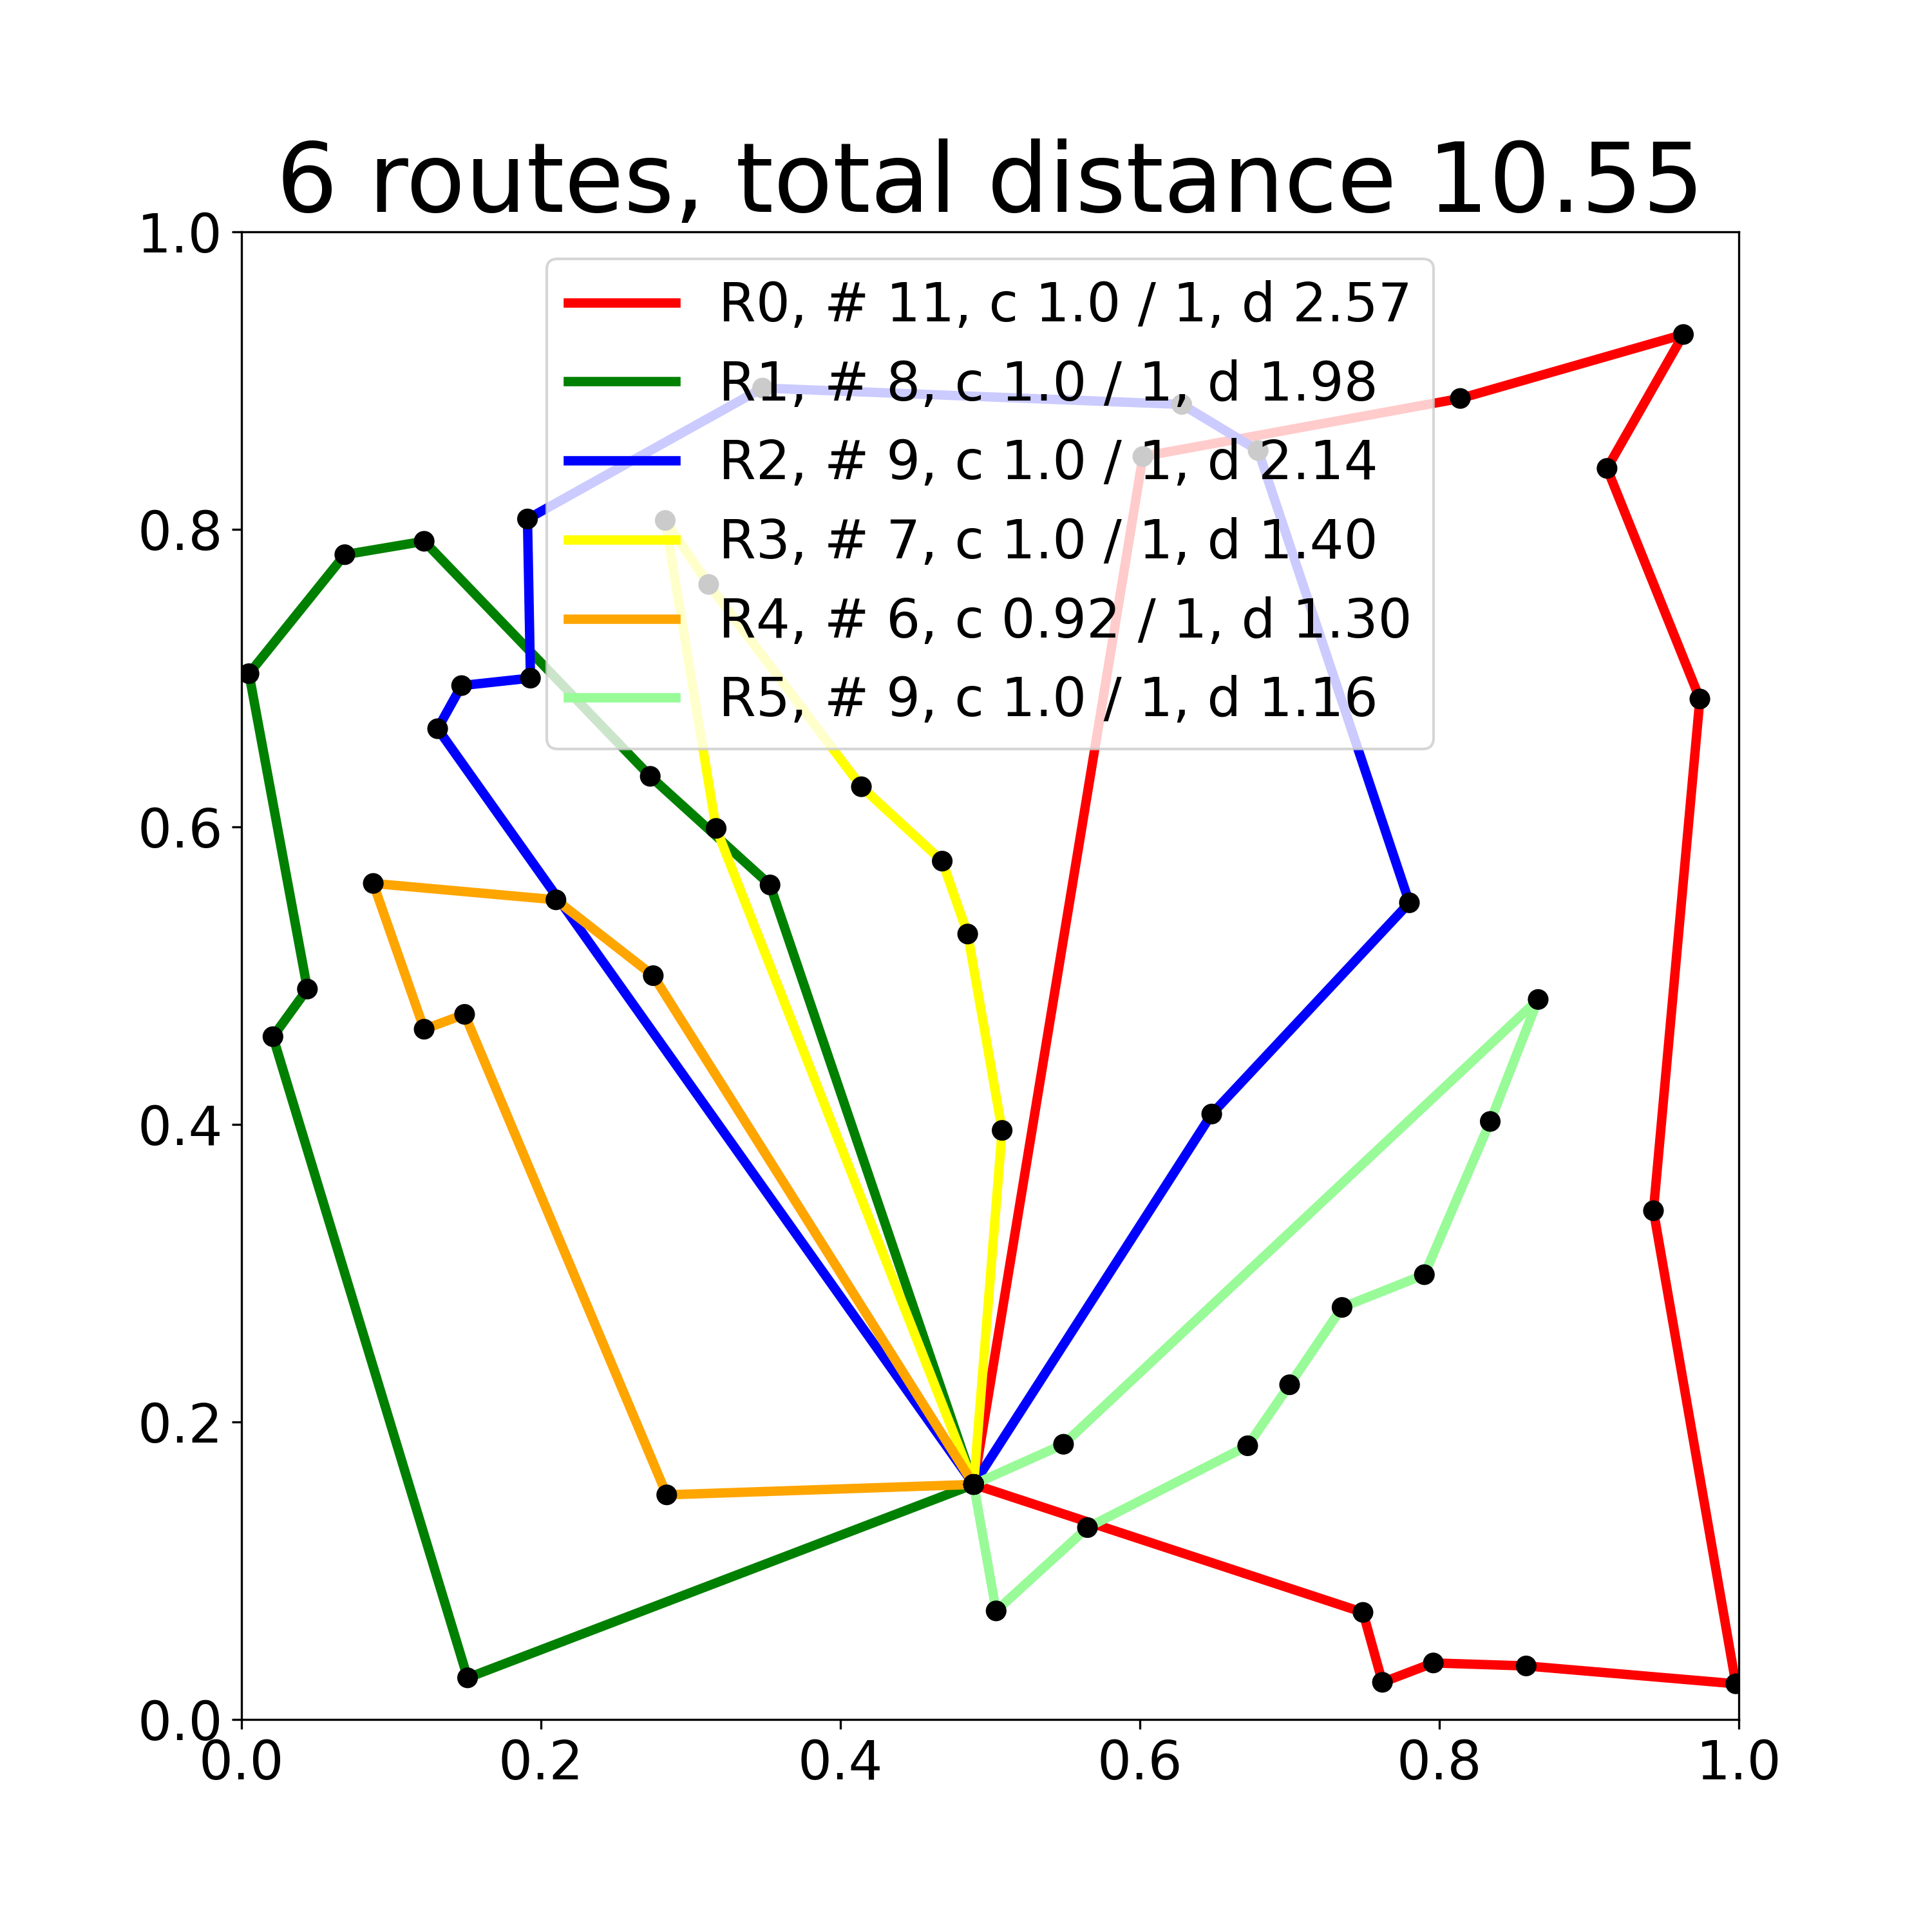 6 routes, total distance 10.55
1.0
R0, # 11, c 1.0 / 1, d 2.57
R1, # 8, c 1.0 / 1, d 1.98
R2, # 9, c 1.0 / 1, d 2.14
0.8
R3, # 7, c 1.0 / 1, d 1.40
R4, # 6, c 0.92 / 1, d 1.30
R5, # 9, c 1.0 / 1, d 1.16
0.6
0.4
0.2
0.0
0.0 0.2 0.4 0.6 0.8 1.0